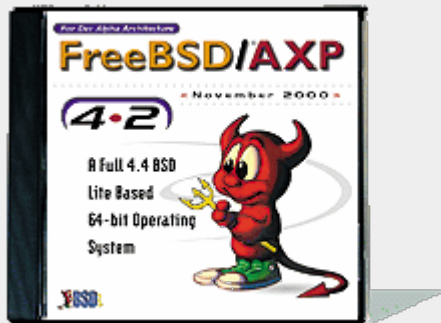 For Dec Alpha Architecture
FreeBSD/AXP
November 2000
4•2
A Full 4.4 BSD
Lite Based
64-bit Operating
System
BSDi